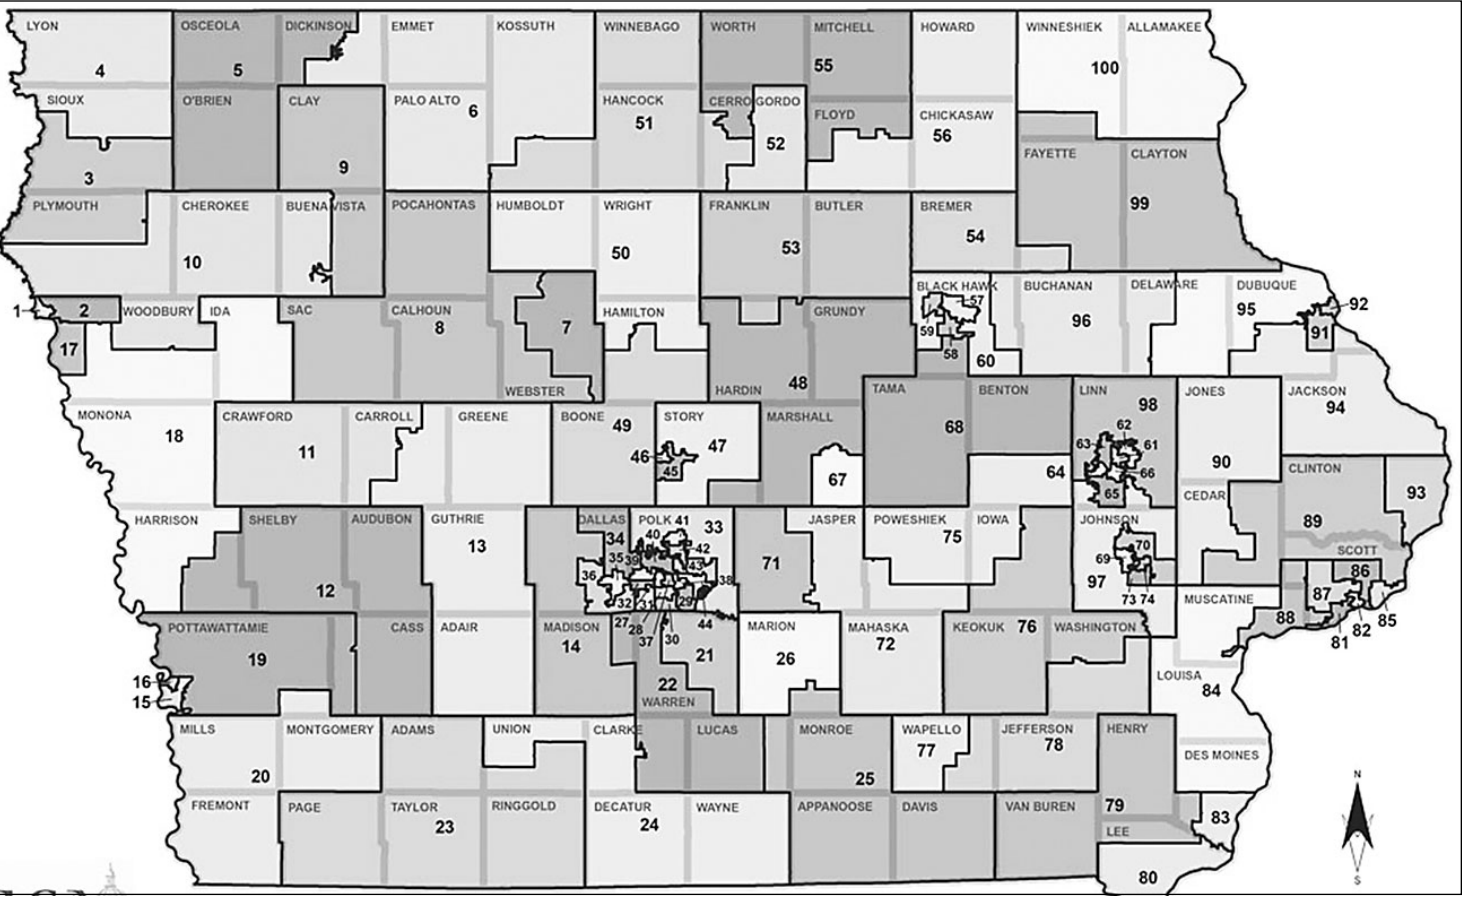 LYON OSCEOLA DICKINSON EMMET KOSSUTH WINNEBAGO WORTH MITCHELL HOWARD WINNESHIEK ALLAMAKEE
4 5 55 100
SIOUX O'BRIEN CLAY PALO ALTO 6 HANCOCK CERRO GORDO FLOYD CHICKASAW
51 52 56
3 9 FAYETTE CLAYTON
PLYMOUTH CHEROKEE BUENA VISTA POCAHONTAS HUMBOLDT WRIGHT FRANKLIN BUTLER BREMER 99
10 50 53 54
BLACK HAWK BUCHANAN DELAWARE DUBUQUE
1 2 WOODBURY IDA SAC CALHOUN HAMILTON GRUNDY 57 96 95 92
17 8 7 59 58 60 91
WEBSTER HARDIN 48 TAMA BENTON LINN 98 JONES JACKSON
MONONA CRAWFORD CARROLL GREENE BOONE 49 STORY MARSHALL 94
18 11 46 45 47 68 62 63 61 90
67 64 66 65 CLINTON 93
CEDAR
HARRISON SHELBY AUDUBON GUTHRIE DALLAS POLK 41 33 JASPER POWESHIEK IOWA JOHNSON 89
13 34 40 42 71 75 69 70 SCOTT
36 35 39 43 38 97 86
12 32 31 29 73 74 MUSCATINE 87
POTTAWATTAMIE CASS ADAIR MADISON 27 28 37 30 44 MARION MAHASKA KEOKUK 76 WASHINGTON 88 81 82 85
19 14 21 26 72
16 22 LOUISA 84
15 WARREN
MILLS MONTGOMERY ADAMS UNION CLARKE LUCAS MONROE WAPELLO JEFFERSON HENRY
20 25 77 78 DES MOINES
FREMONT PAGE TAYLOR RINGGOLD DECATUR WAYNE APPANOOSE DAVIS VAN BUREN 79
23 24 LEE 83
80
N
S